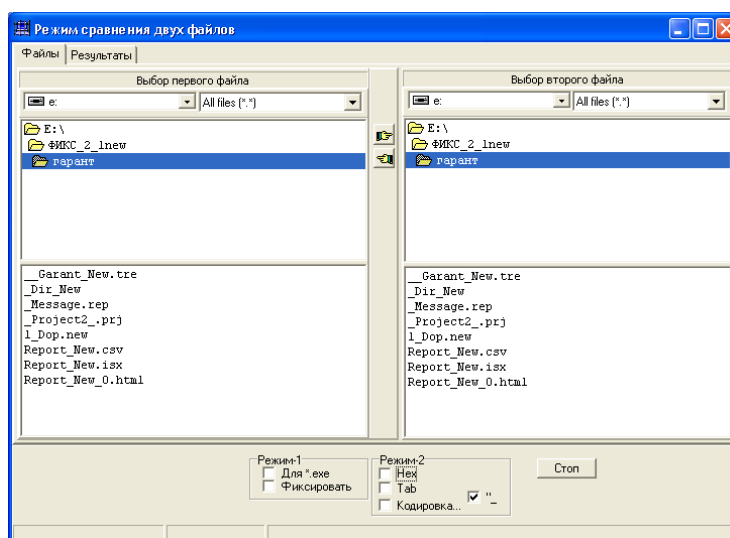 Режим сравнения двух файлов
Файлы Результаты
Выбор первого файла
e: All files (*.*)
E:\
ФИКС_2_1new
гарант
__Garant_New.tre
_Dir_New
_Message.rep
_Project2_.prj
1_Dop.new
Report_New.csv
Report_New.isx
Report_New_0.html
Выбор второго файла
e: All files (*.*)
E:\
ФИКС_2_1new
гарант
__Garant_New.tre
_Dir_New
_Message.rep
_Project2_.prj
1_Dop.new
Report_New.csv
Report_New.isx
Report_New_0.html
Режим-1
Для *.exe
Фиксировать
Режим-2
Hex
Tab
Кодировка... "_
Стоп